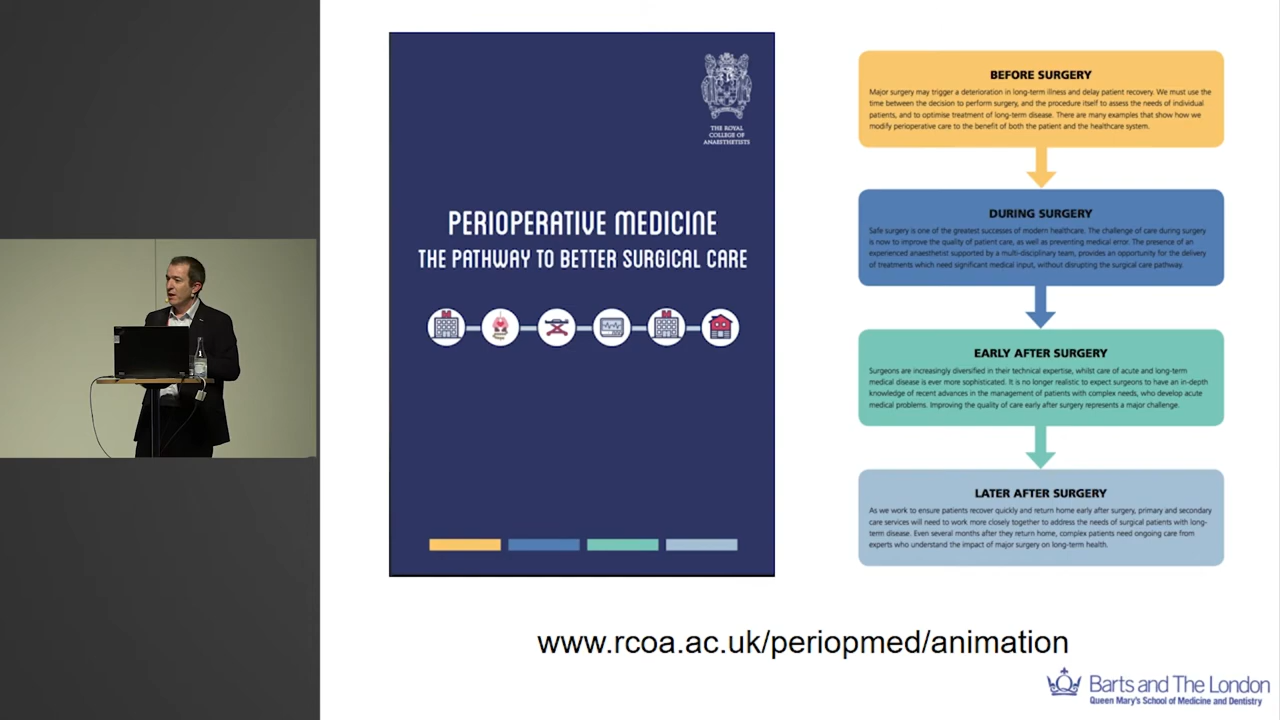 THE ROYAL
COLLEGE OF
ANAESTHETISTS
PERIOPERATIVE MEDICINE
THE PATHWAY TO BETTER SURGICAL CARE
BEFORE SURGERY
Major surgery may trigger a deterioration in long-term illness and delay patient recovery. We must use the
time between the decision to perform surgery, and the procedure itself to assess the needs of individual
patients, and to optimise treatment of long-term disease. There are many examples that show how we
modify perioperative care to the benefit of both the patient and the healthcare system.
DURING SURGERY
Safe surgery is one of the greatest successes of modern healthcare. The challenge of care during surgery
is now to improve the quality of patient care, as well as preventing medical error. The presence of an
experienced anaesthetist supported by a multi-disciplinary team, provides an opportunity for the delivery
of treatments which need significant medical input, without disrupting the surgical care pathway.
EARLY AFTER SURGERY
Surgeons are increasingly diversified in their technical expertise, whilst care of acute and long-term
medical disease is ever more sophisticated. It is no longer realistic to expect surgeons to have an in-depth
knowledge of recent advances in the management of patients with complex needs, who develop acute
medical problems. Improving the quality of care early after surgery represents a major challenge.
LATER AFTER SURGERY
As we work to ensure patients recover quickly and return home early after surgery, primary and secondary
care services will need to work more closely together to address the needs of surgical patients with long-
term disease. Even several months after they return home, complex patients need ongoing care from
experts who understand the impact of major surgery on long-term health.
www.rcoa.ac.uk/periopmed/animation
Barts and The London
Queen Mary's School of Medicine and Dentistry